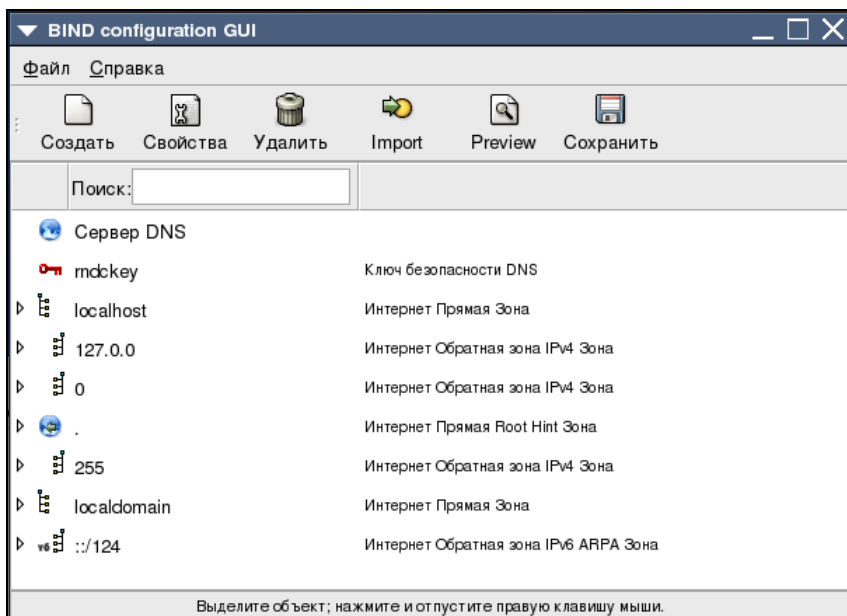 BIND configuration GUI
Файл Справка
Создать Свойства Удалить Import Preview Сохранить
Поиск:
Сервер DNS
rndckey Ключ безопасности DNS
localhost Интернет Прямая Зона
127.0.0 Интернет Обратная зона IPv4 Зона
0 Интернет Обратная зона IPv4 Зона
. Интернет Прямая Root Hint Зона
255 Интернет Обратная зона IPv4 Зона
localdomain Интернет Прямая Зона
v6 ::/124 Интернет Обратная зона IPv6 ARPA Зона
Выделите объект; нажмите и отпустите правую клавишу мыши.